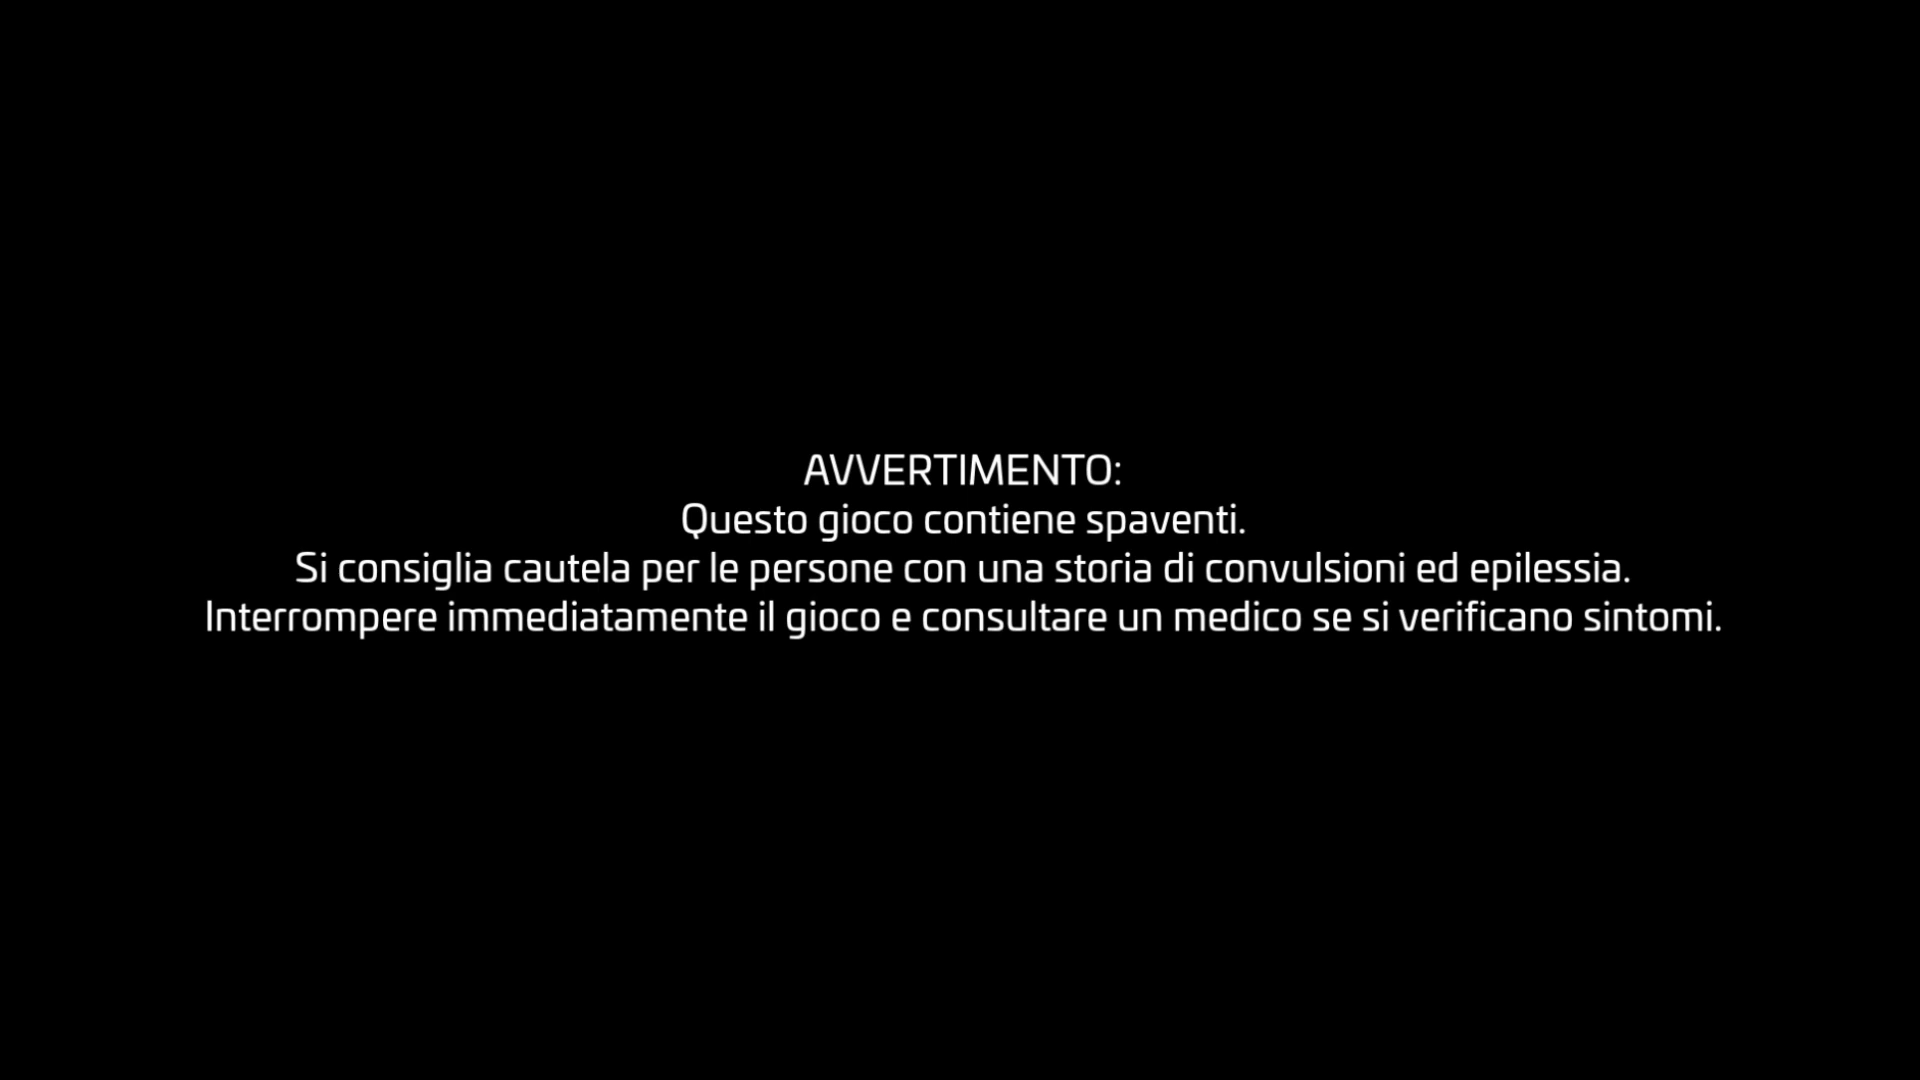 AVVERTIMENTO:
Questo gioco contiene spaventi.
Si consiglia cautela per le persone con una storia di convulsioni ed epilessia.
Interrompere immediatamente il gioco e consultare un medico se si verificano sintomi.